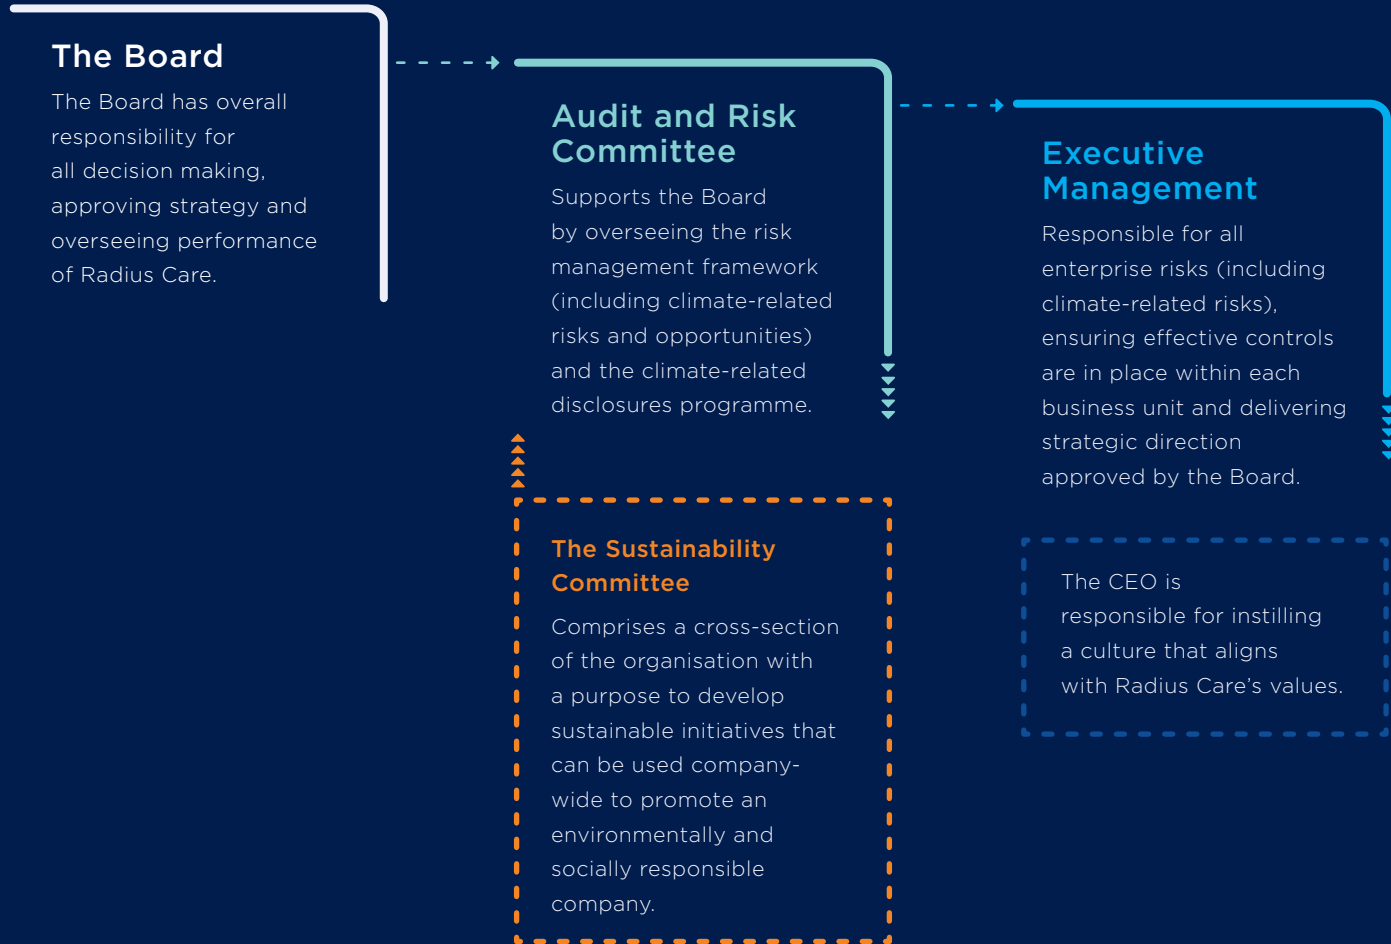 The Board
The Board has overall
responsibility for
all decision making,
approving strategy and
overseeing performance
of Radius Care.
Audit and Risk
Committee
Supports the Board
by overseeing the risk
management framework
(including climate-related
risks and opportunities)
and the climate-related
disclosures programme.
The Sustainability
Committee
Comprises a cross-section
of the organisation with
a purpose to develop
sustainable initiatives that
can be used company-
wide to promote an
environmentally and
socially responsible
company.
Executive
Management
Responsible for all
enterprise risks (including
climate-related risks),
ensuring effective controls
are in place within each
business unit and delivering
strategic direction
approved by the Board.
The CEO is
responsible for instilling
a culture that aligns
with Radius Care’s values.